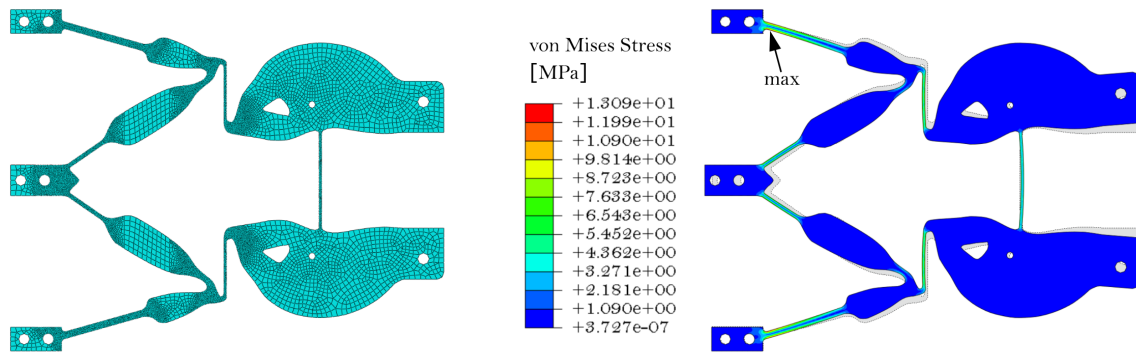 von Mises Stress
[MPa]
+1.309e+01
+1.199e+01
+1.090e+01
+9.814e+00
+8.723e+00
+7.633e+00
+6.543e+00
+5.452e+00
+4.362e+00
+3.271e+00
+2.181e+00
+1.090e+00
+3.727e-07
max